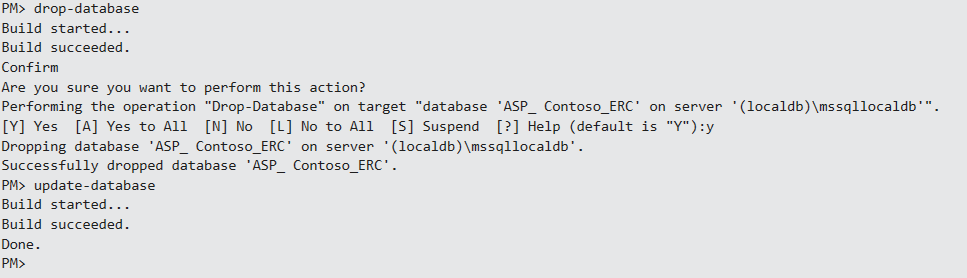 PM> drop-database
Build started...
Build succeeded.
Confirm
Are you sure you want to perform this action?
Performing the operation "Drop-Database" on target "database 'ASP_ Contoso_ERC' on server '(localdb)\mssqllocaldb'".
[Y] Yes  [A] Yes to All  [N] No  [L] No to All  [S] Suspend  [?] Help (default is "Y"):y
Dropping database 'ASP_ Contoso_ERC' on server '(localdb)\mssqllocaldb'.
Successfully dropped database 'ASP_ Contoso_ERC'.
PM> update-database
Build started...
Build succeeded.
Done.
PM>